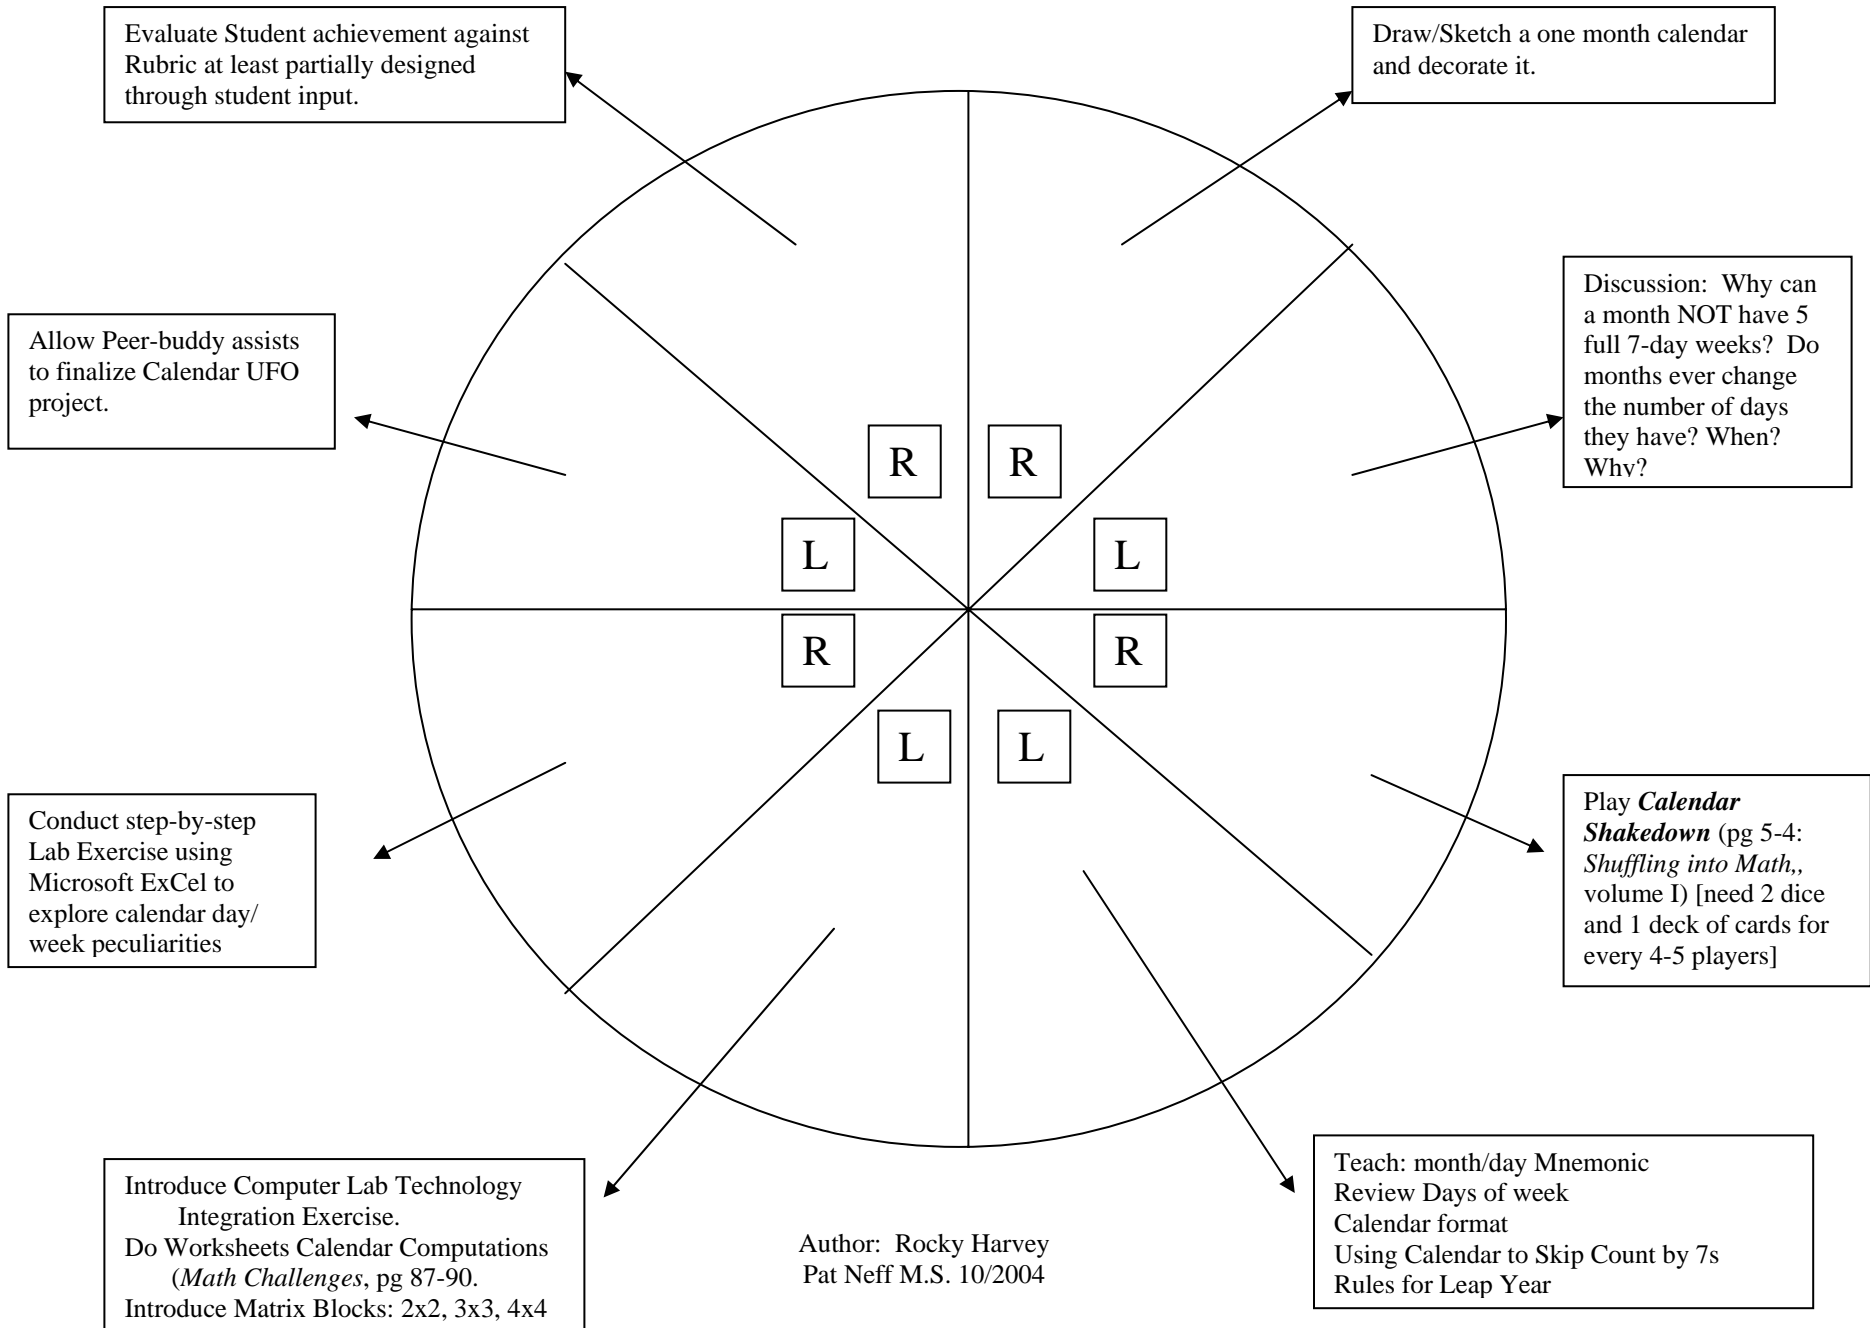 Evaluate Student achievement against
Rubric at least partially designed
through student input.
Draw/Sketch a one month calendar
and decorate it.
Discussion: Why can
a month NOT have 5
full 7-day weeks? Do
months ever change
the number of days
they have? When?
Why?
Allow Peer-buddy assists
to finalize Calendar UFO
project.
R
R
L
L
R
R
L
L
Conduct step-by-step
Lab Exercise using
Microsoft ExCel to
explore calendar day/
week peculiarities
Play Calendar
Shakedown (pg 5-4:
Shuffling into Math,,
volume I) [need 2 dice
and 1 deck of cards for
every 4-5 players]
Introduce Computer Lab Technology
Integration Exercise.
Do Worksheets Calendar Computations
(Math Challenges, pg 87-90.
Introduce Matrix Blocks: 2x2, 3x3, 4x4
Author: Rocky Harvey
Pat Neff M.S. 10/2004
Teach: month/day Mnemonic
Review Days of week
Calendar format
Using Calendar to Skip Count by 7s
Rules for Leap Year